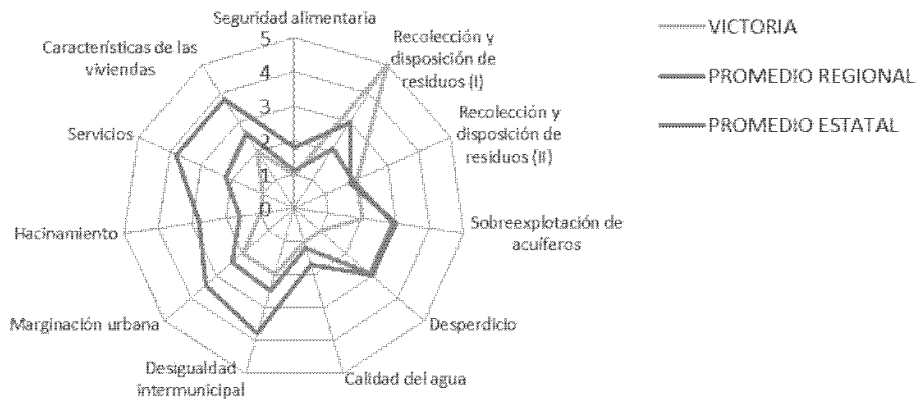 Seguridad alimentaria
Recolección y
disposición de
residuos (I)
Recolección y
disposición de
residuos (II)
Sobreexplotación de
acuíferos
Desperdicio
Calidad del agua
Desigualdad
intermunicipal
Marginación urbana
Hacinamiento
Servicios
Características de las
viviendas
5
4
3
2
1
0
VICTORIA
PROMEDIO REGIONAL
PROMEDIO ESTATAL